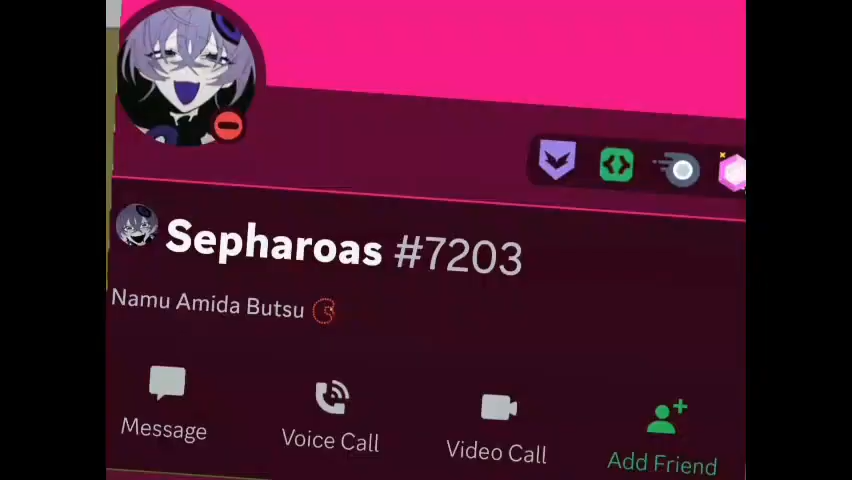 Sepharoas #7203
Namu Amida Butsu
Message Voice Call Video Call Add Friend